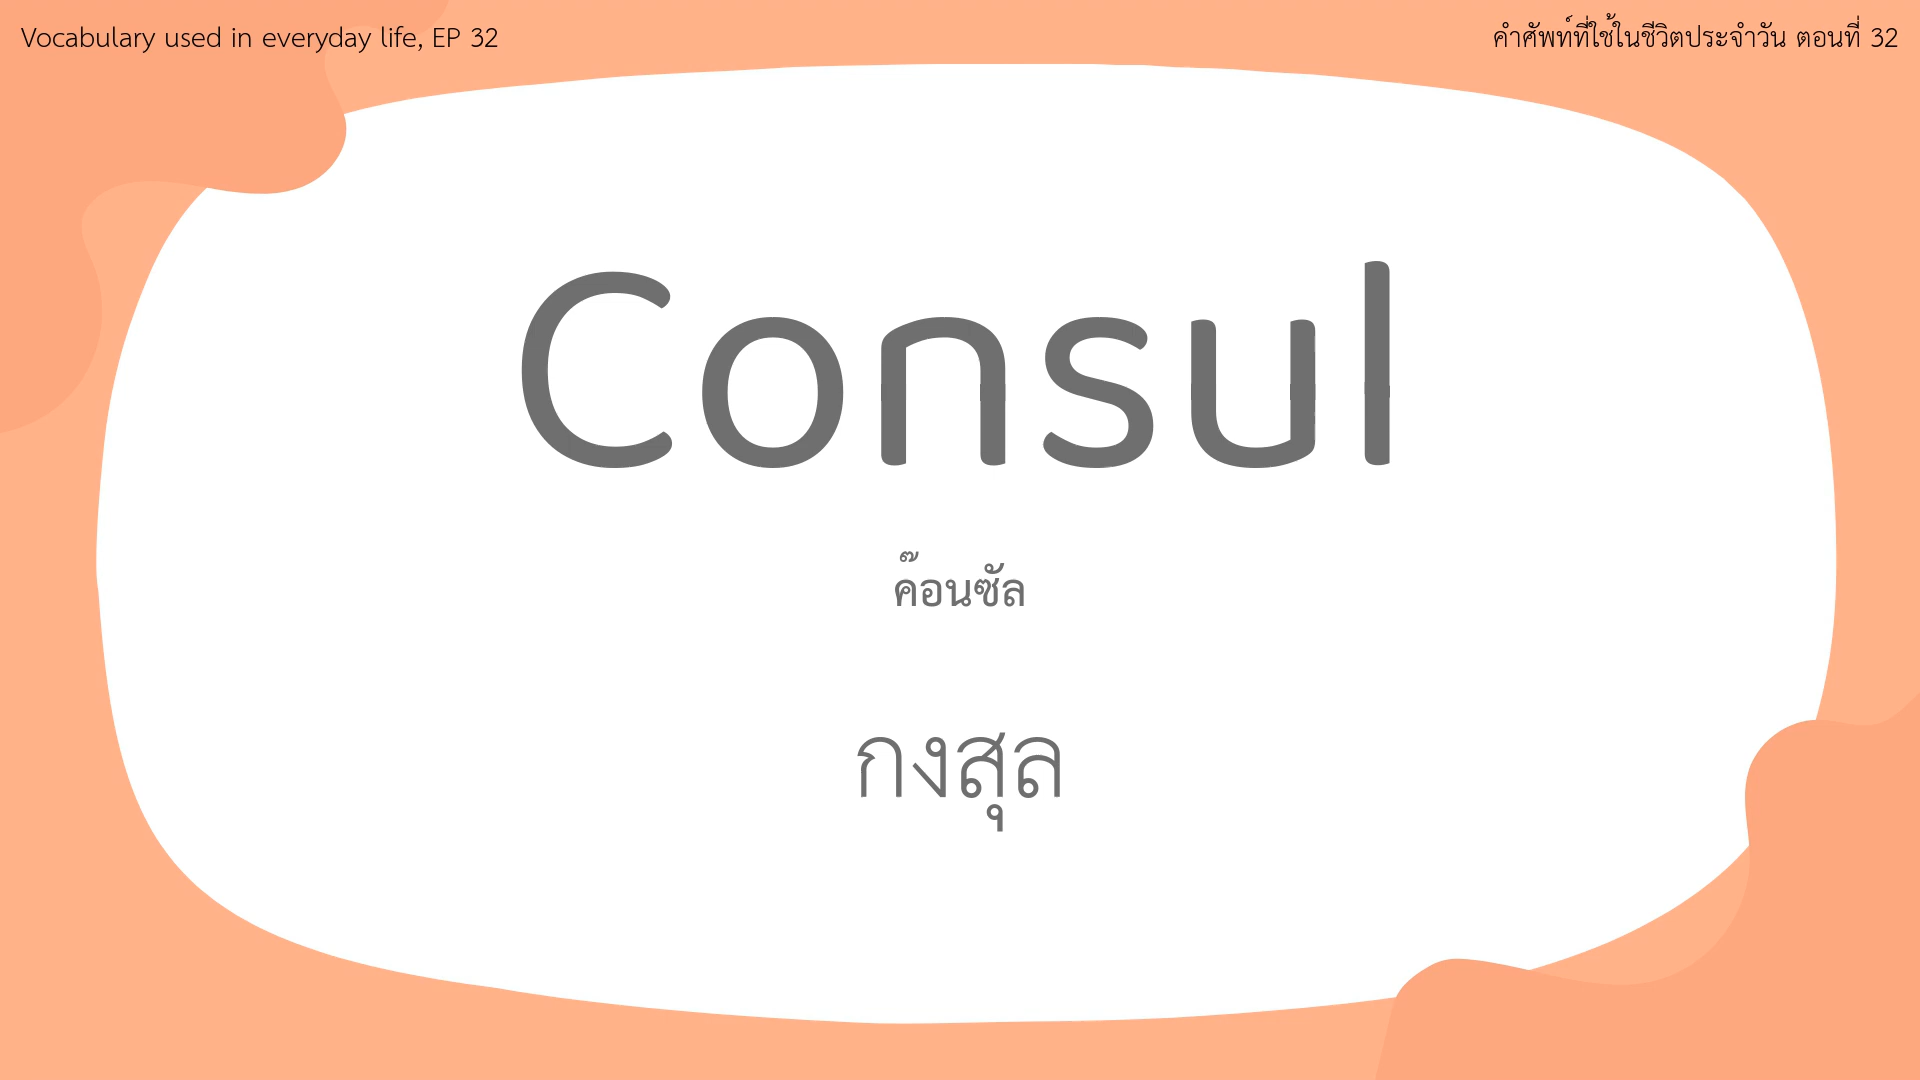 Vocabulary used in everyday life, EP 32
คำศัพท์ที่ใช้ในชีวิตประจำวัน ตอนที่ 32
Consul
ค๊อนซัล
กงสุล